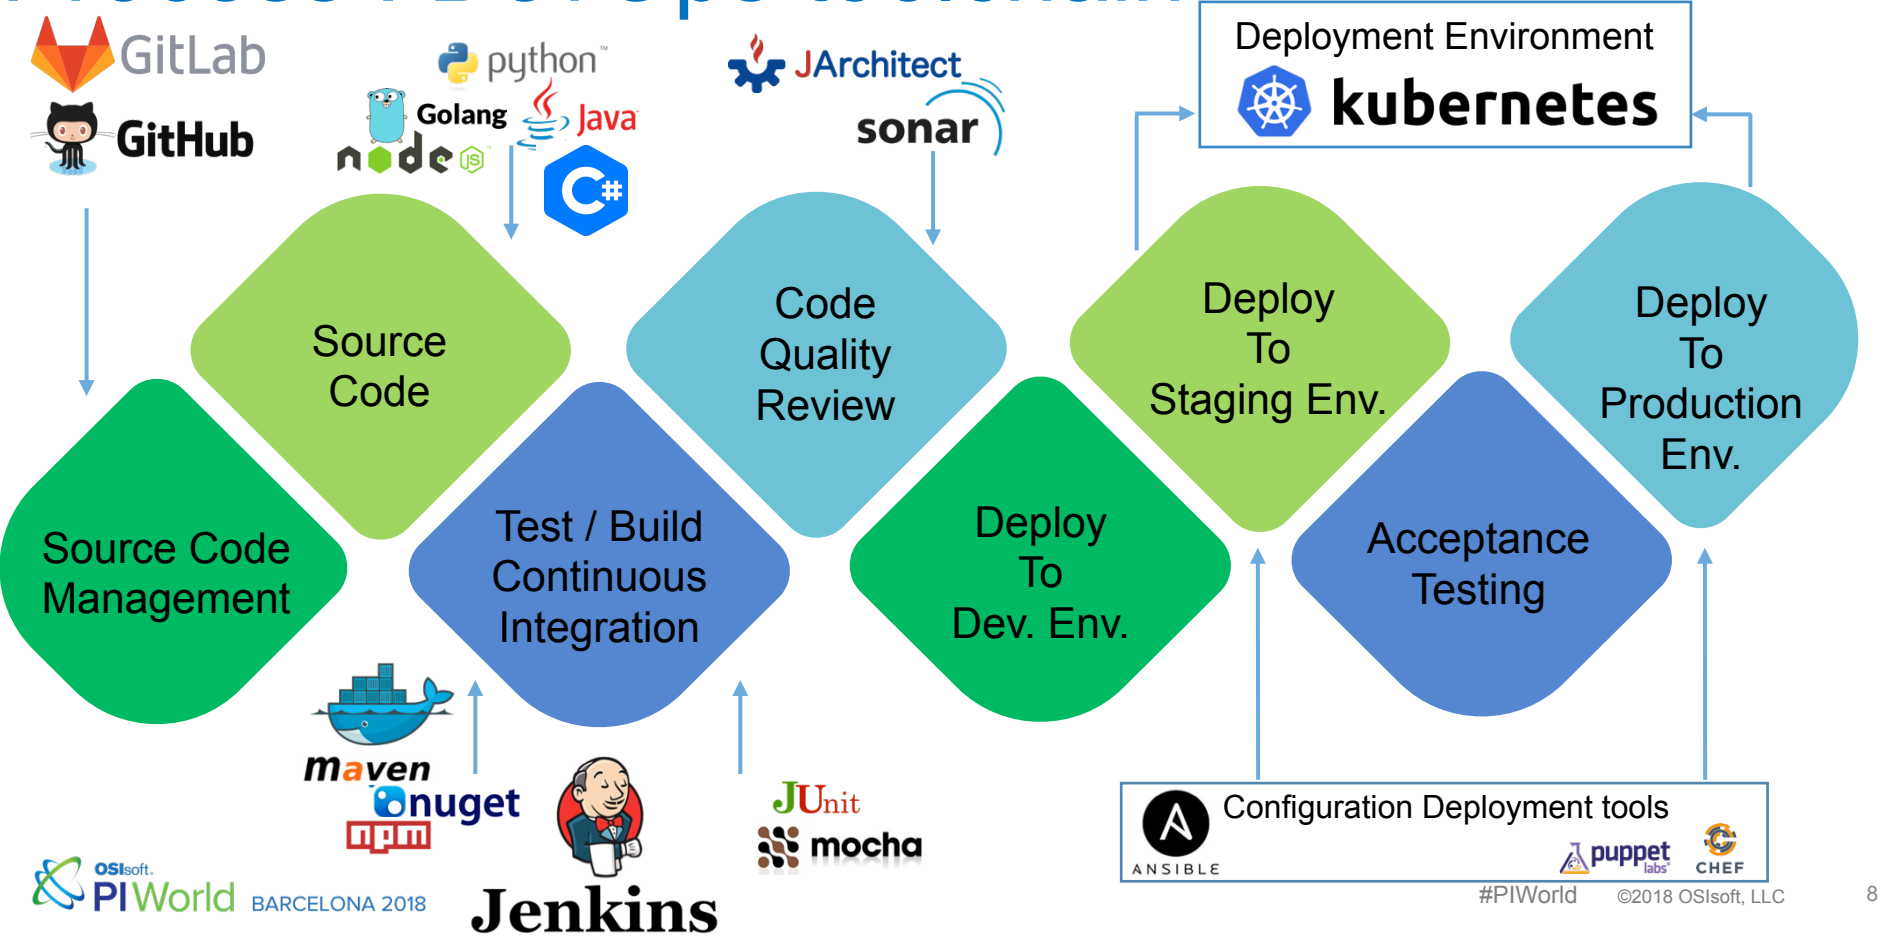 GitLab
GitHub
python™
Golang
Java
node JS
C#
JArchitect
sonar
Deployment Environment
kubernetes
Source Code
Management
Source
Code
Test / Build
Continuous
Integration
Code
Quality
Review
Deploy
To
Dev. Env.
Deploy
To
Staging Env.
Acceptance
Testing
Deploy
To
Production
Env.
maven
nuget
npm
Jenkins
JUnit
mocha
Configuration Deployment tools
A
ANSIBLE
puppet
labs
CHEF
OSIsoft.
PI World BARCELONA 2018
#PIWorld ©2018 OSIsoft, LLC 8